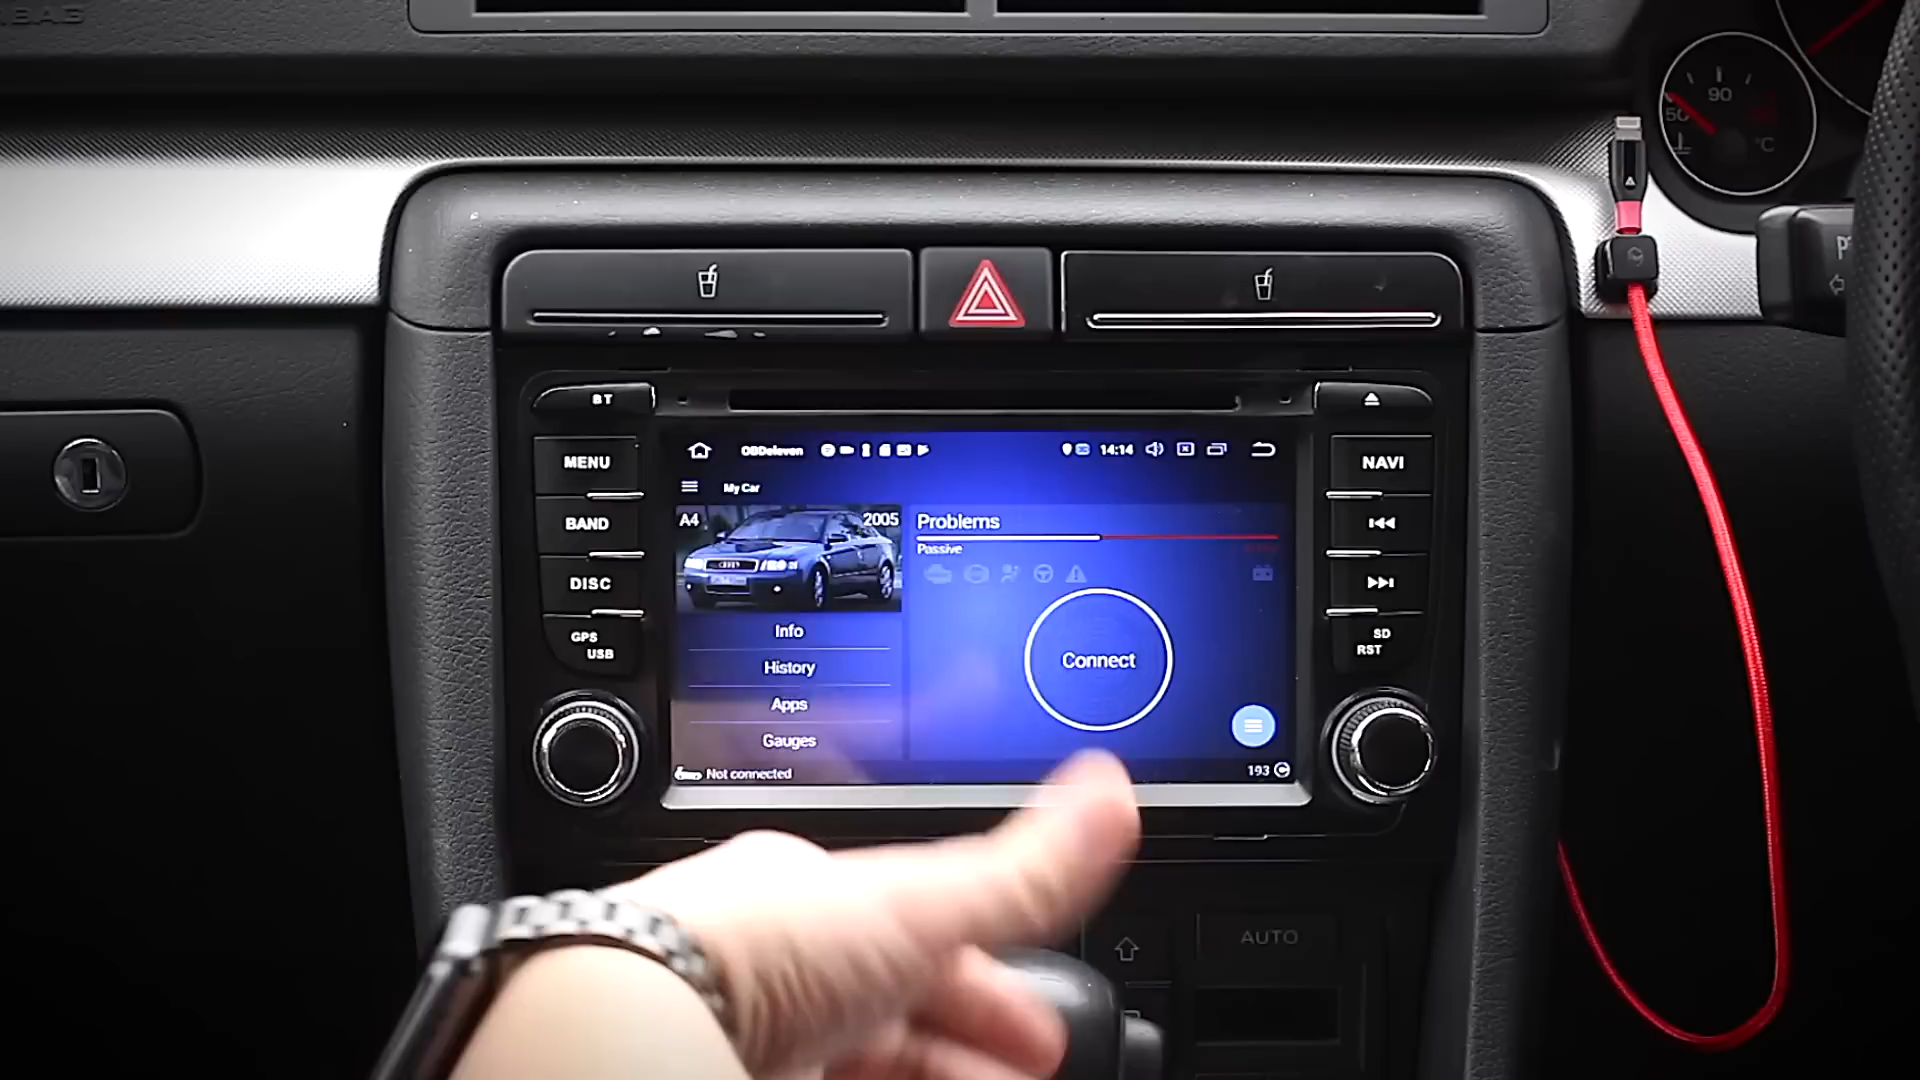 90
50
°C
BT
MENU
BAND
DISC
GPS
USB
NAVI
SD
RST
OBDeleven
14:14
My Car
A4
2005
Info
History
Apps
Gauges
Problems
Passive
Connect
Not connected
193
AUTO